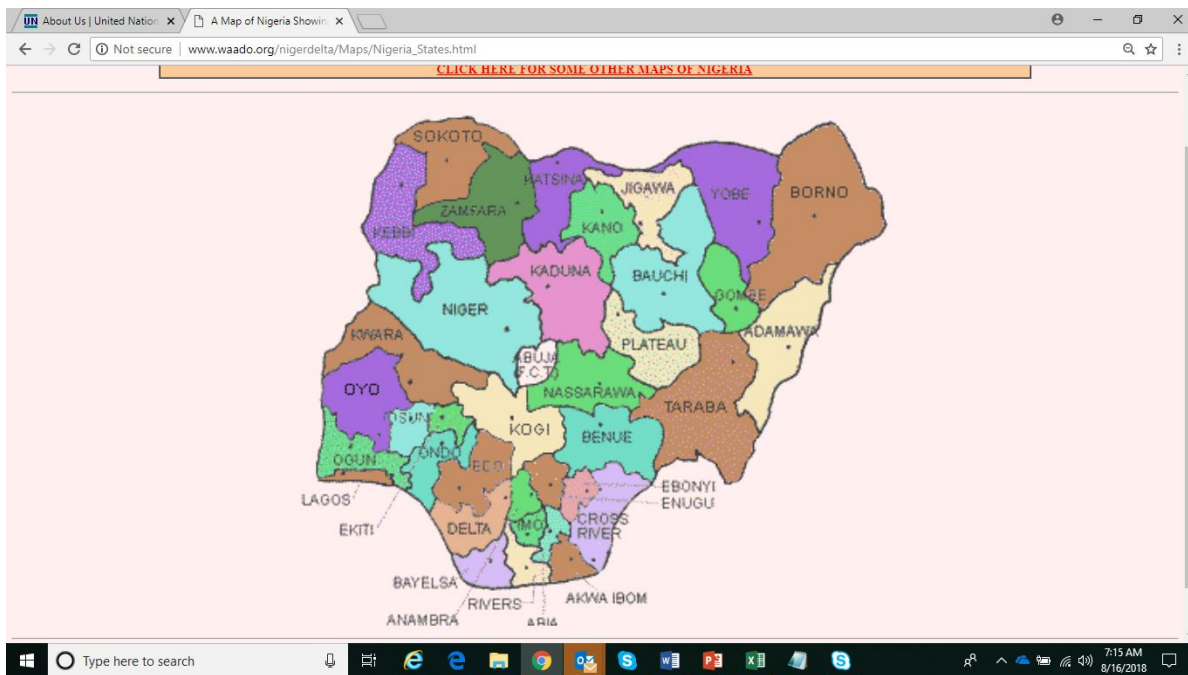 About Us | United Nation
A Map of Nigeria Showin
Not secure | www.waado.org/nigerdelta/Maps/Nigeria_States.html
CLICK HERE FOR SOME OTHER MAPS OF NIGERIA
SOKOTO
KATSINA
JIGAWA
YOBE
BORNO
ZAMFARA
KANO
KEBBI
KADUNA
BAUCHI
GOMBE
NIGER
ADAMAWA
KWARA
PLATEAU
ABUJA
(F.C.T)
OYO
NASSARAWA
TARABA
OSUN
KOGI
BENUE
OGUN
ONDO
EDO
LAGOS
EBONYI
ENUGU
EKITI
DELTA
IMO
CROSS
RIVER
BAYELSA
RIVERS
AKWA IBOM
ANAMBRA
ABIA
Type here to search
7:15 AM
8/16/2018